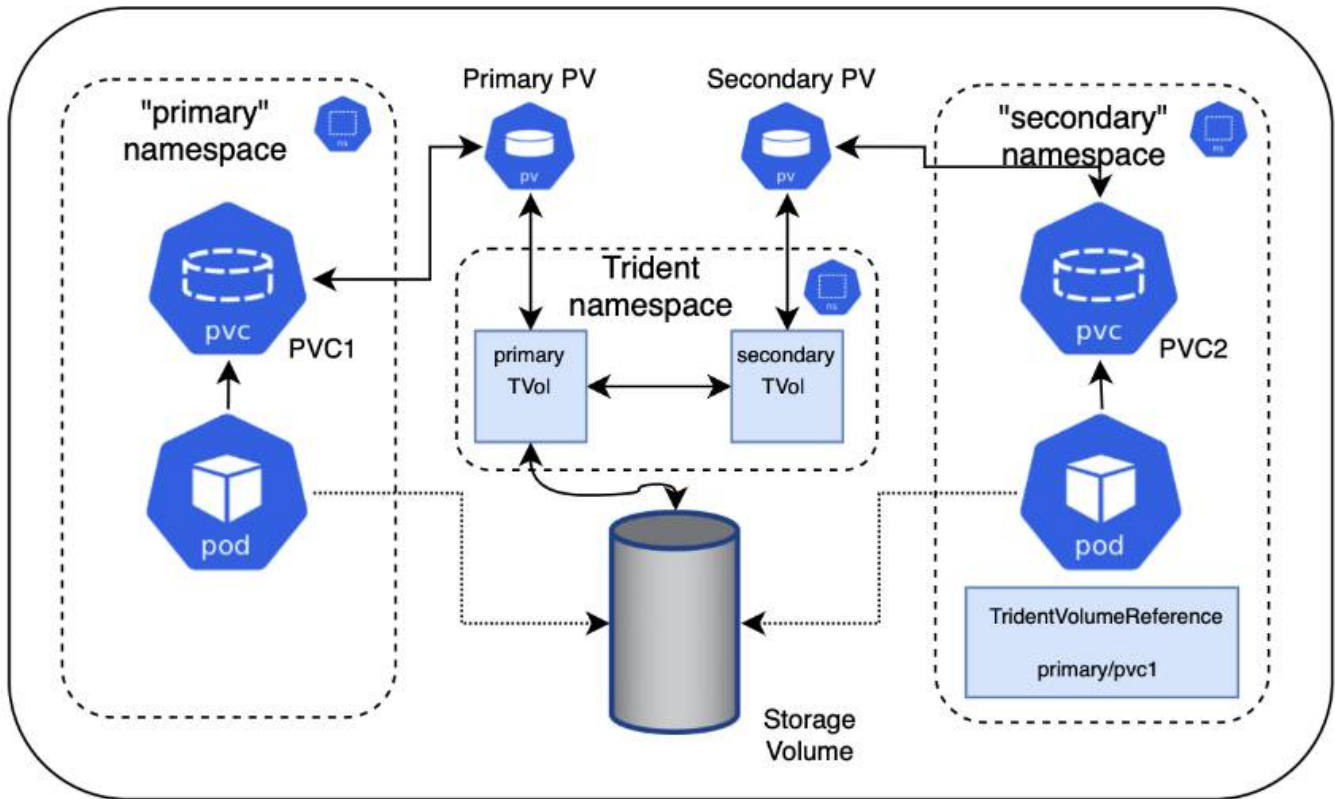 Primary PV
Secondary PV
"primary"
namespace
ns
pv
pv
"secondary"
namespace
ns
Trident
namespace
ns
pvc
PVC1
primary
TVol
secondary
TVol
pvc
PVC2
pod
pod
TridentVolumeReference
primary/pvc1
Storage
Volume